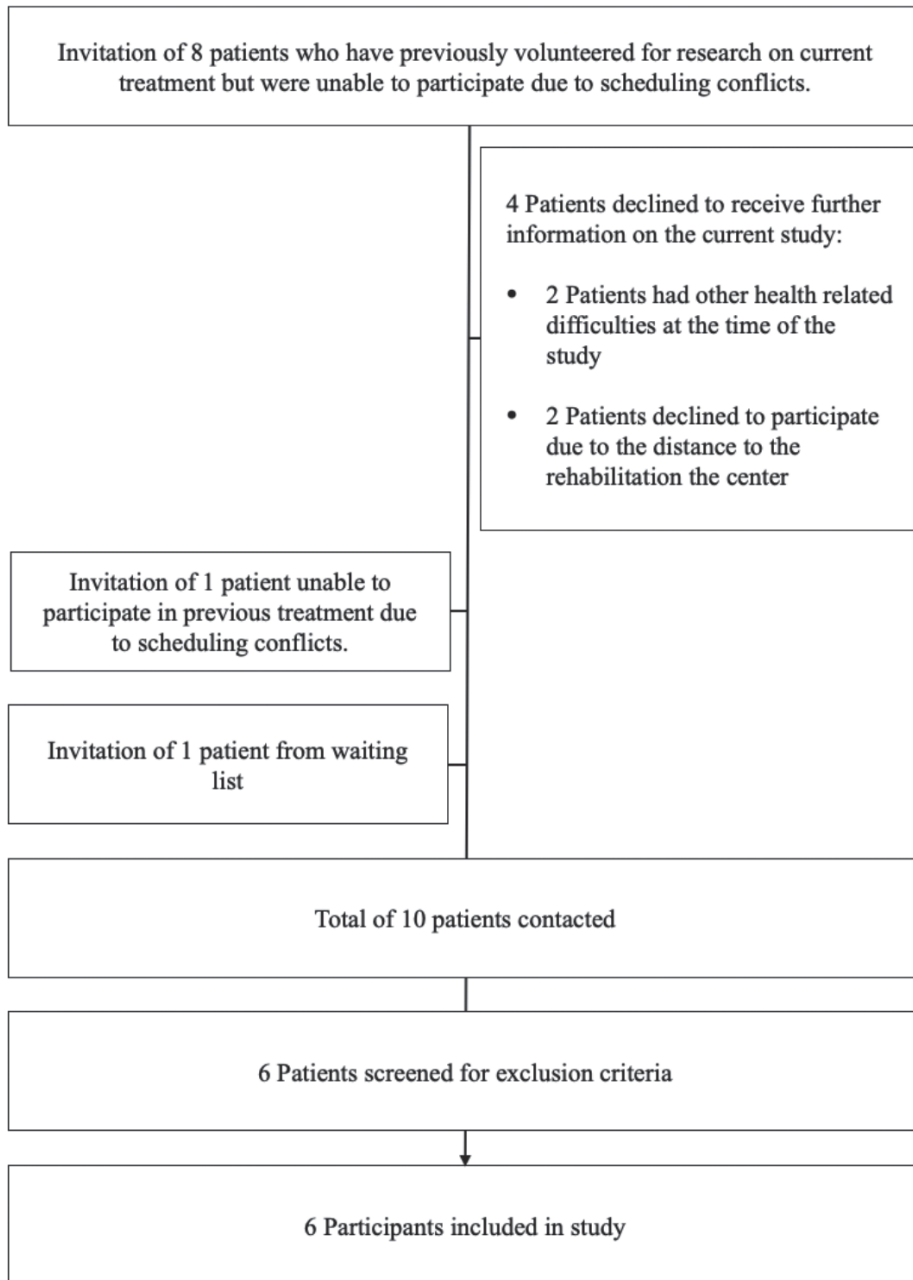 Invitation of 8 patients who have previously volunteered for research on current
treatment but were unable to participate due to scheduling conflicts.
4 Patients declined to receive further
information on the current study:
• 2 Patients had other health related
difficulties at the time of the
study
• 2 Patients declined to participate
due to the distance to the
rehabilitation the center
Invitation of 1 patient unable to
participate in previous treatment due
to scheduling conflicts.
Invitation of 1 patient from waiting
list
Total of 10 patients contacted
6 Patients screened for exclusion criteria
6 Participants included in study